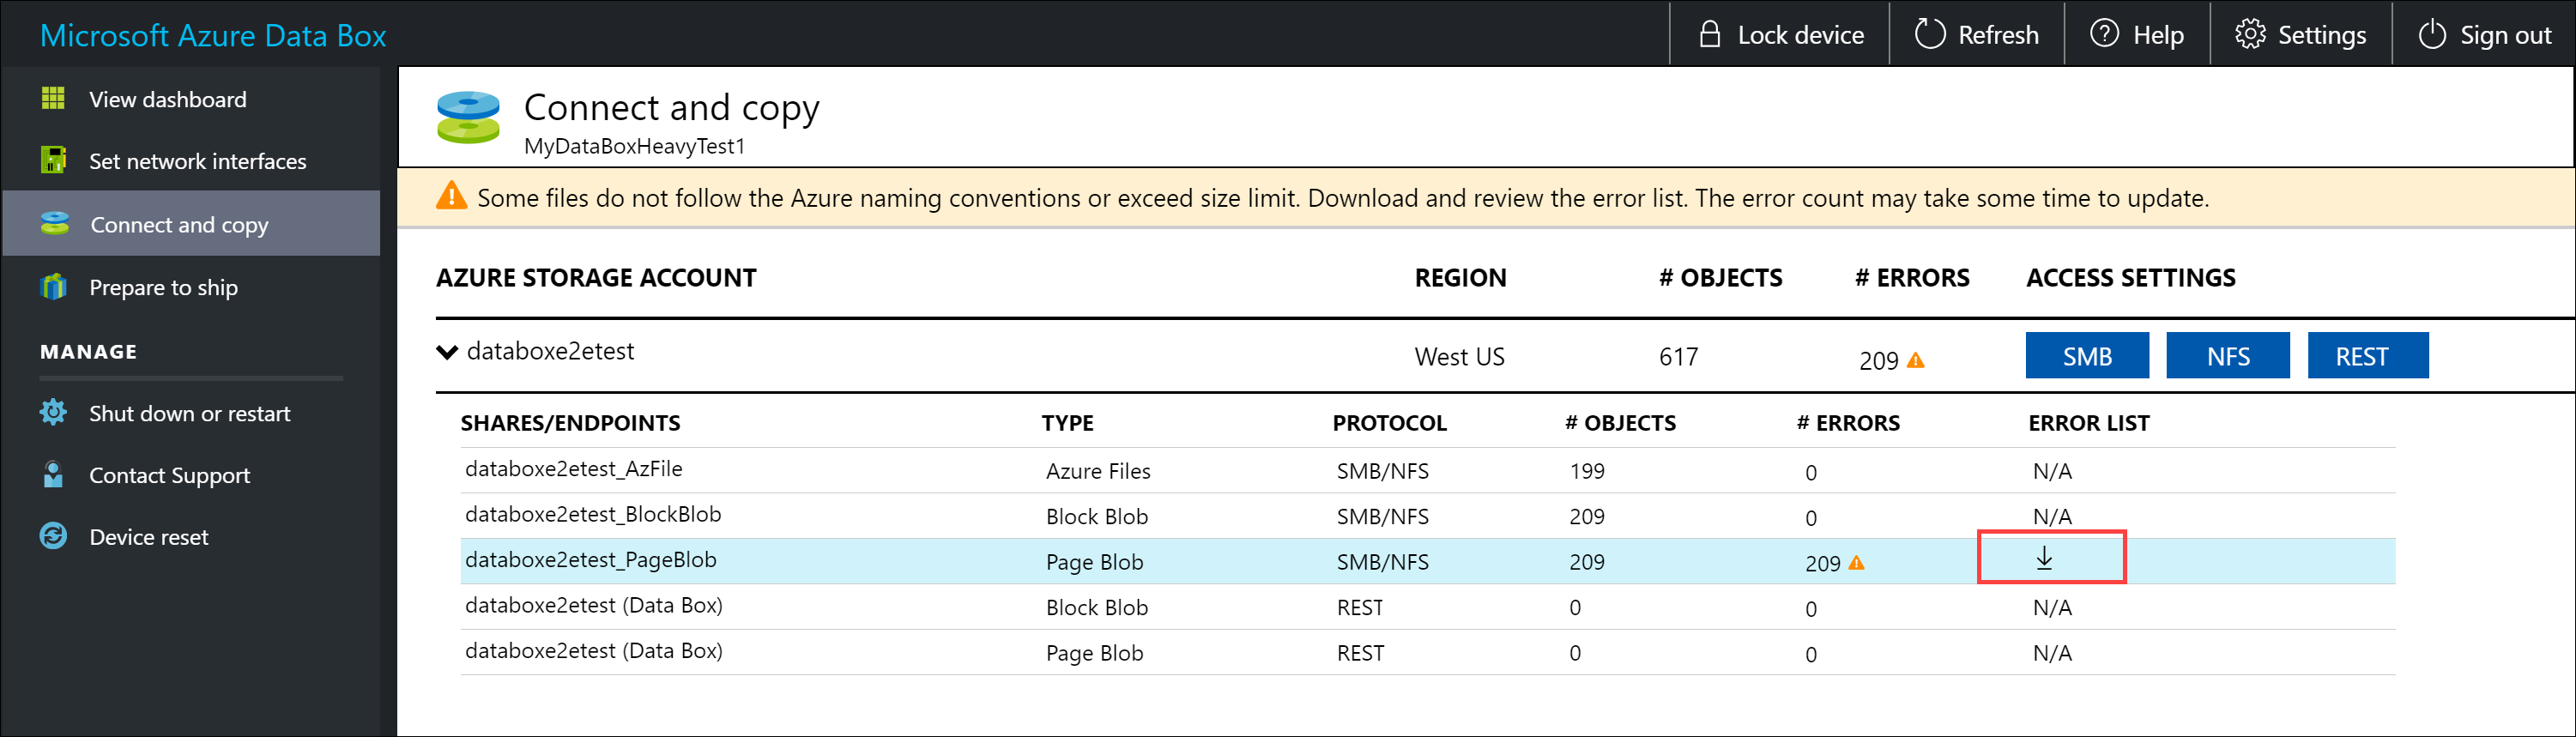 Microsoft Azure Data Box
Lock device
Refresh
Help
Settings
Sign out
View dashboard
Set network interfaces
Connect and copy
Prepare to ship
MANAGE
Shut down or restart
Contact Support
Device reset
Connect and copy
MyDataBoxHeavyTest1
Some files do not follow the Azure naming conventions or exceed size limit. Download and review the error list. The error count may take some time to update.
AZURE STORAGE ACCOUNT REGION # OBJECTS # ERRORS ACCESS SETTINGS
databoxe2etest West US 617 209 SMB NFS REST
SHARES/ENDPOINTS TYPE PROTOCOL # OBJECTS # ERRORS ERROR LIST
databoxe2etest_AzFile Azure Files SMB/NFS 199 0 N/A
databoxe2etest_BlockBlob Block Blob SMB/NFS 209 0 N/A
databoxe2etest_PageBlob Page Blob SMB/NFS 209 209
databoxe2etest (Data Box) Block Blob REST 0 0 N/A
databoxe2etest (Data Box) Page Blob REST 0 0 N/A